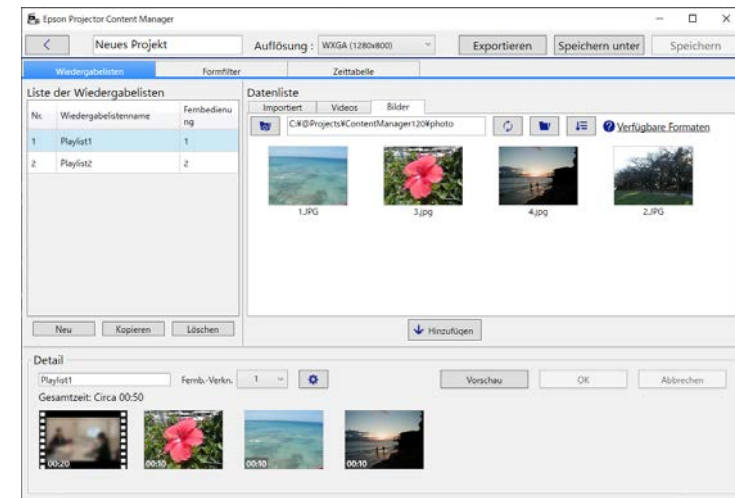 Epson Projector Content Manager
Neues Projekt
Auflösung : WXGA (1280x800)
Exportieren
Speichern unter
Speichern
Wiedergabelisten
Formfilter
Zeittabelle
Liste der Wiedergabelisten
Nr. Wiedergabelistenname Fernbedienu
ng
1 Playlist1 1
2 Playlist2 2
Neu
Kopieren
Löschen
Datenliste
Importiert
Videos
Bilder
C:¥@Projects¥ContentManager120¥photo
Verfügbare Formaten
1.JPG
3.jpg
4.jpg
2.JPG
Hinzufügen
Detail
Playlist1
Fernb.-Verkn. 1
Vorschau
OK
Abbrechen
Gesamtzeit: Circa 00:50
00:20
00:10
00:10
00:10